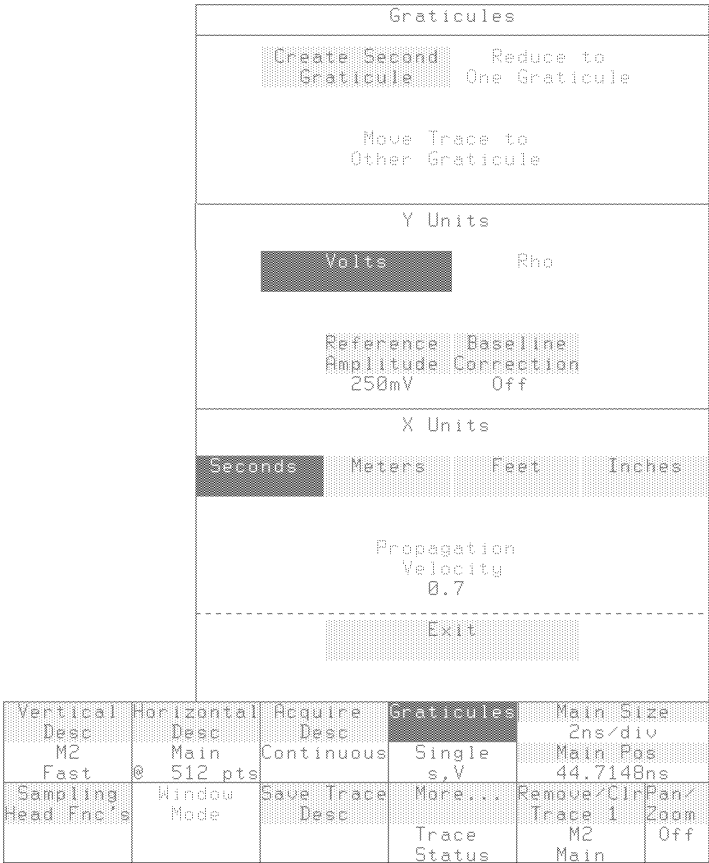 Graticules
Create Second Reduce to
Graticule One Graticule
Move Trace to
Other Graticule
Y Units
Volts Rho
Reference Baseline
Amplitude Correction
250mV Off
X Units
Seconds Meters Feet Inches
Propagation
Velocity
0.7
Exit
Vertical Horizontal Acquire Graticules Main Size
Desc Desc Desc 2ns/div
M2 Main Continuous Single Main Pos
Fast @ 512 pts s,V 44.7148ns
Sampling Window Save Trace More... Remove/Clr Pan/
Head Fnc's Mode Desc Trace 1 Zoom
Trace M2 Off
Status Main